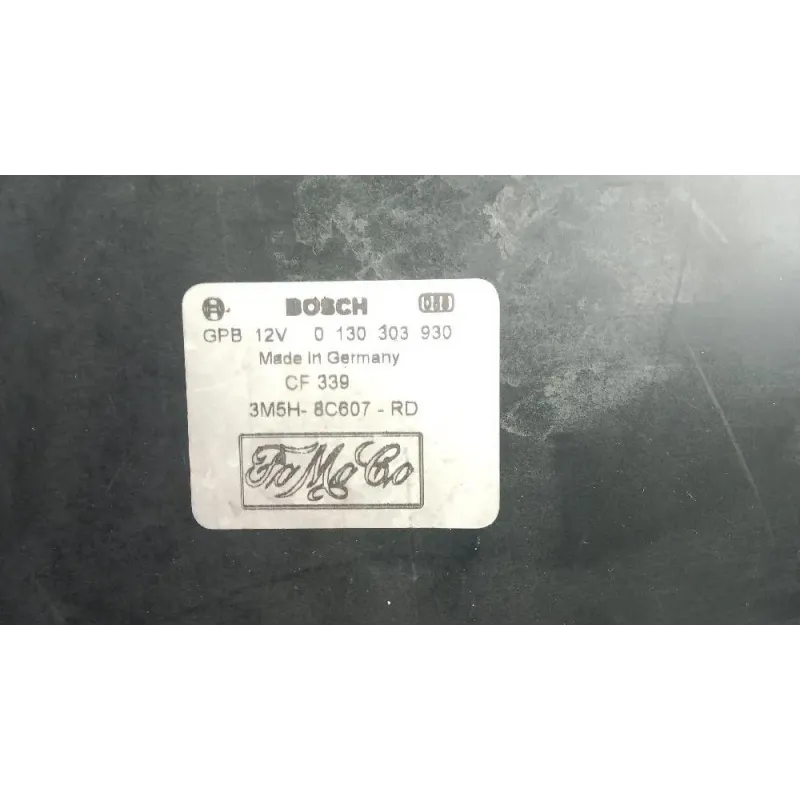 BOSCH
GPB 12V 0 130 303 930
Made in Germany
CF 339
3M5H- 8C607 - RD
FoMoCo